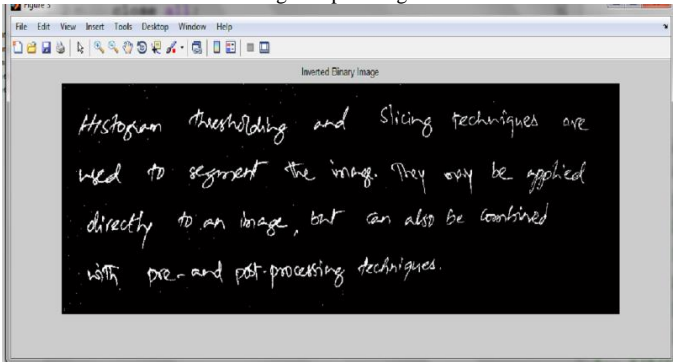 close all;
Figure 3
File Edit View Insert Tools Desktop Window Help
Inverted Binary Image
Histogram thresholding and Slicing techniques are
used to segment the image. They may be applied
directly to an image, but can also be combined
with pre-and post-processing techniques.